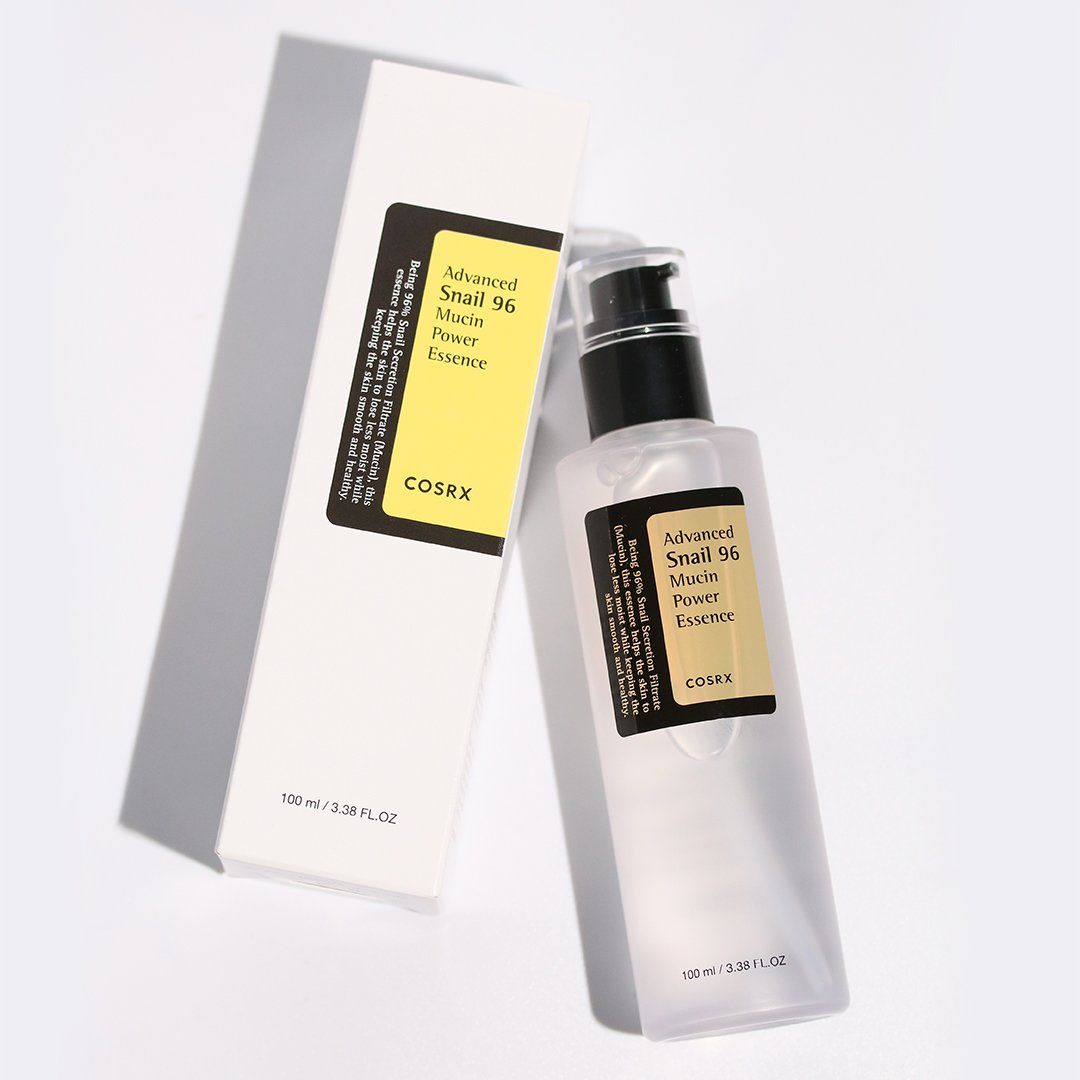 Advanced
Snail 96
Mucin
Power
Essence
COSRX
Being 96% Snail Secretion Filtrate (Mucin), this
essence helps the skin to lose less moist while
keeping the skin smooth and healthy.
100 ml / 3.38 FL.OZ
Advanced
Snail 96
Mucin
Power
Essence
COSRX
Being 96% Snail Secretion Filtrate
(Mucin), this essence helps the skin to
lose less moist while keeping the
skin smooth and healthy.
100 ml / 3.38 FL.OZ